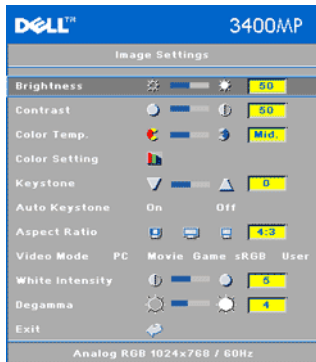 DELL™ 3400MP
Image Settings
Brightness 50
Contrast 50
Color Temp. Mid.
Color Setting
Keystone 0
Auto Keystone On Off
Aspect Ratio 4:3
Video Mode PC Movie Game sRGB User
White Intensity 5
Degamma 4
Exit
Analog RGB 1024x768 / 60Hz